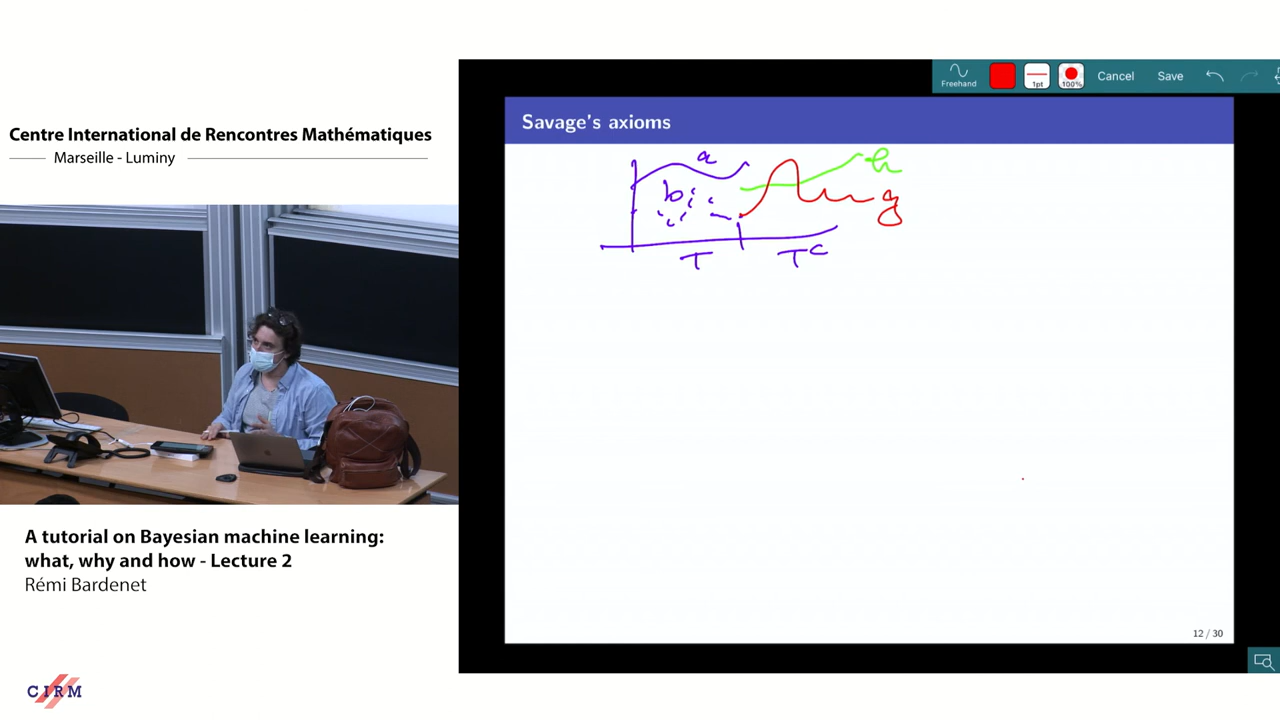 Centre International de Rencontres Mathématiques
Marseille - Luminy
Freehand
1pt
100%
Cancel
Save
Savage's axioms
a
h
b
g
T
T^c
12 / 30
A tutorial on Bayesian machine learning:
what, why and how - Lecture 2
Rémi Bardenet
CIRM